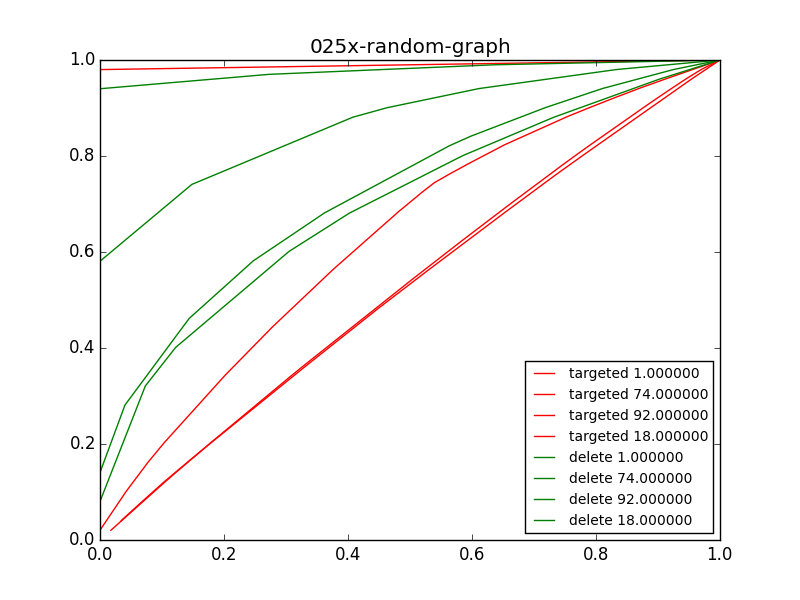 025x-random-graph
1.0
0.8
0.6
0.4
0.2
0.0
0.0 0.2 0.4 0.6 0.8 1.0
targeted 1.000000
targeted 74.000000
targeted 92.000000
targeted 18.000000
delete 1.000000
delete 74.000000
delete 92.000000
delete 18.000000